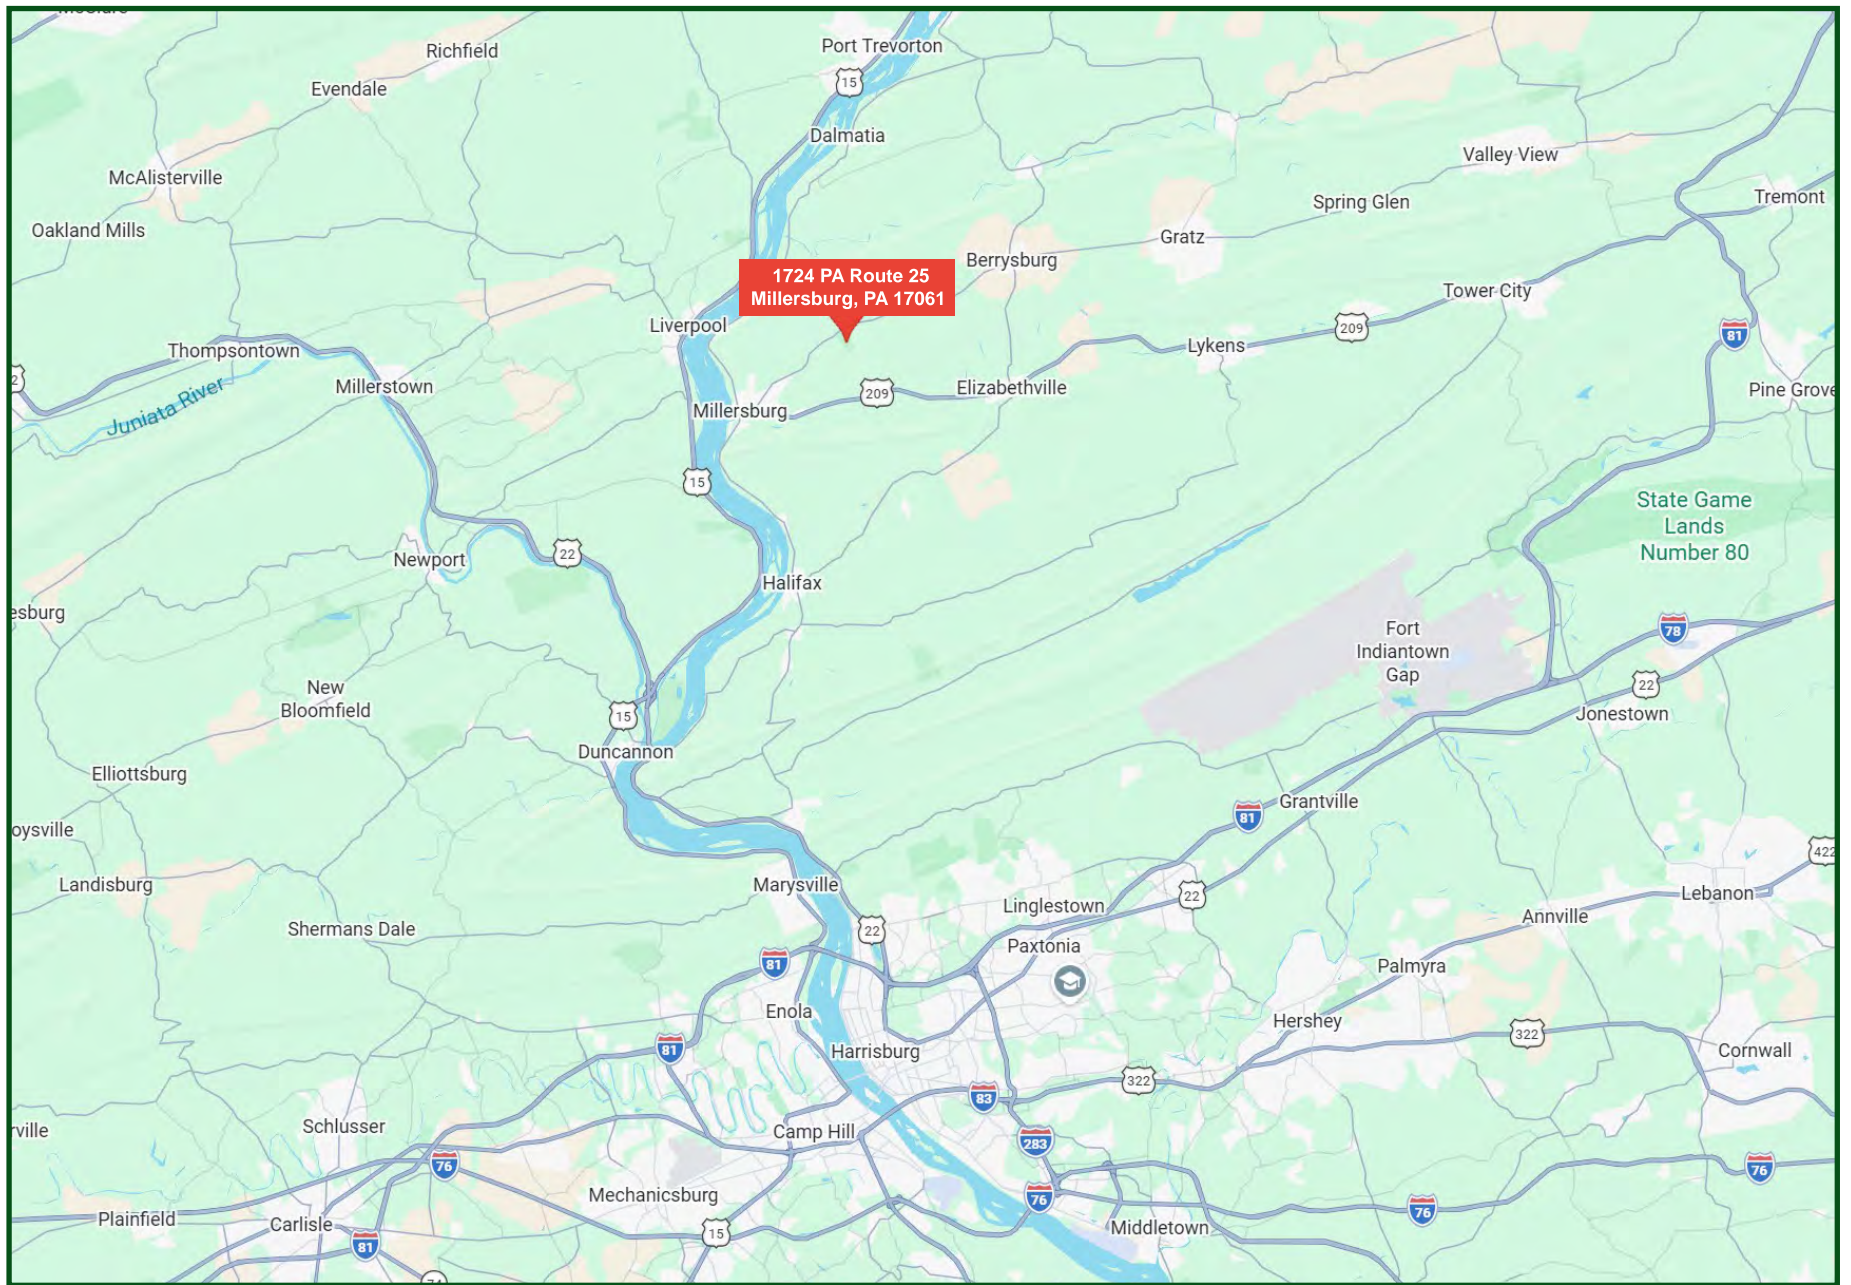 Richfield
Port Trevorton
15
Evendale
Dalmatia
Valley View
McAlisterville
Tremont
Spring Glen
Oakland Mills
Gratz
Berrysburg
1724 PA Route 25
Millersburg, PA 17061
Tower City
Liverpool
209
81
Thompsontown
Lykens
Millerstown
Elizabethville
209
Pine Grove
Juniata River
Millersburg
15
State Game
Lands
Number 80
Newport
22
Halifax
esburg
Fort
Indiantown
Gap
78
New
Bloomfield
22
15
Jonestown
Duncannon
Elliottsburg
Grantville
81
oysville
422
Landisburg
Marysville
Lebanon
22
Linglestown
Annville
Shermans Dale
22
Paxtonia
81
Palmyra
Enola
Hershey
322
81
Harrisburg
Cornwall
322
83
Schlusser
rville
Camp Hill
283
76
76
Mechanicsburg
76
76
Plainfield
Carlisle
15
Middletown
81